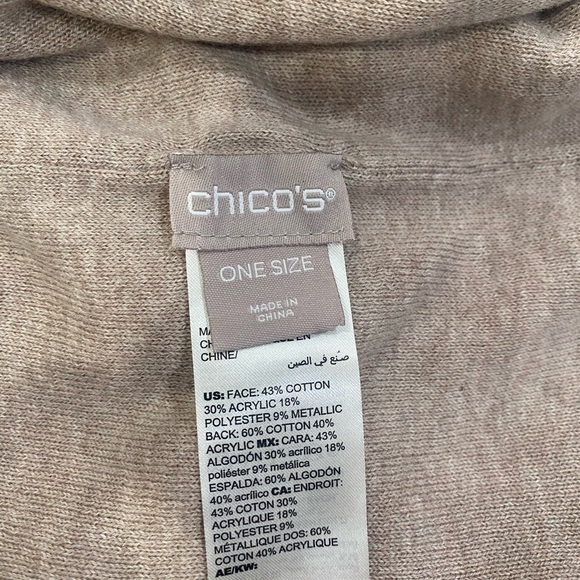 chico's®
ONE SIZE
MADE IN
CHINA
CHINE/
صنع في الصين
US: FACE: 43% COTTON
30% ACRYLIC 18%
POLYESTER 9% METALLIC
BACK: 60% COTTON 40%
ACRYLIC MX: CARA: 43%
ALGODÓN 30% acrílico 18%
poliéster 9% metálica
ESPALDA: 60% ALGODÓN
40% acrílico CA: ENDROIT:
43% COTON 30%
ACRYLIQUE 18%
POLYESTER 9%
MÉTALLIQUE DOS: 60%
COTON 40% ACRYLIQUE
AE/KW: